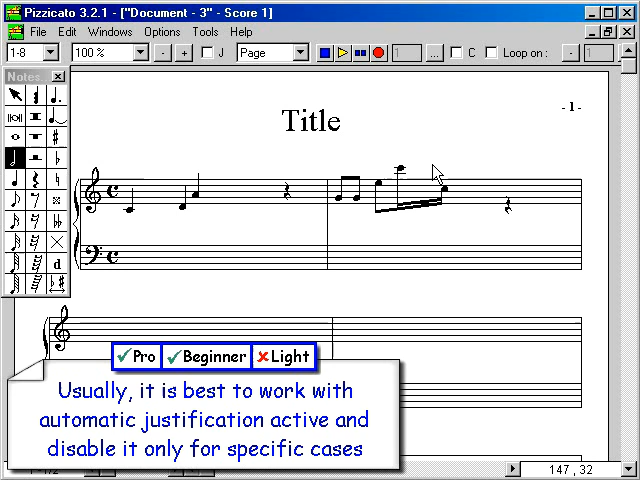 Pizzicato 3.2.1 - ["Document - 3" - Score 1]
File Edit Windows Options Tools Help
1-8 100 % - + J Page 1 ... C Loop on : - 1
Notes...
- 1 -
Title
d
Pro Beginner Light
Usually, it is best to work with
automatic justification active and
disable it only for specific cases
147 , 32